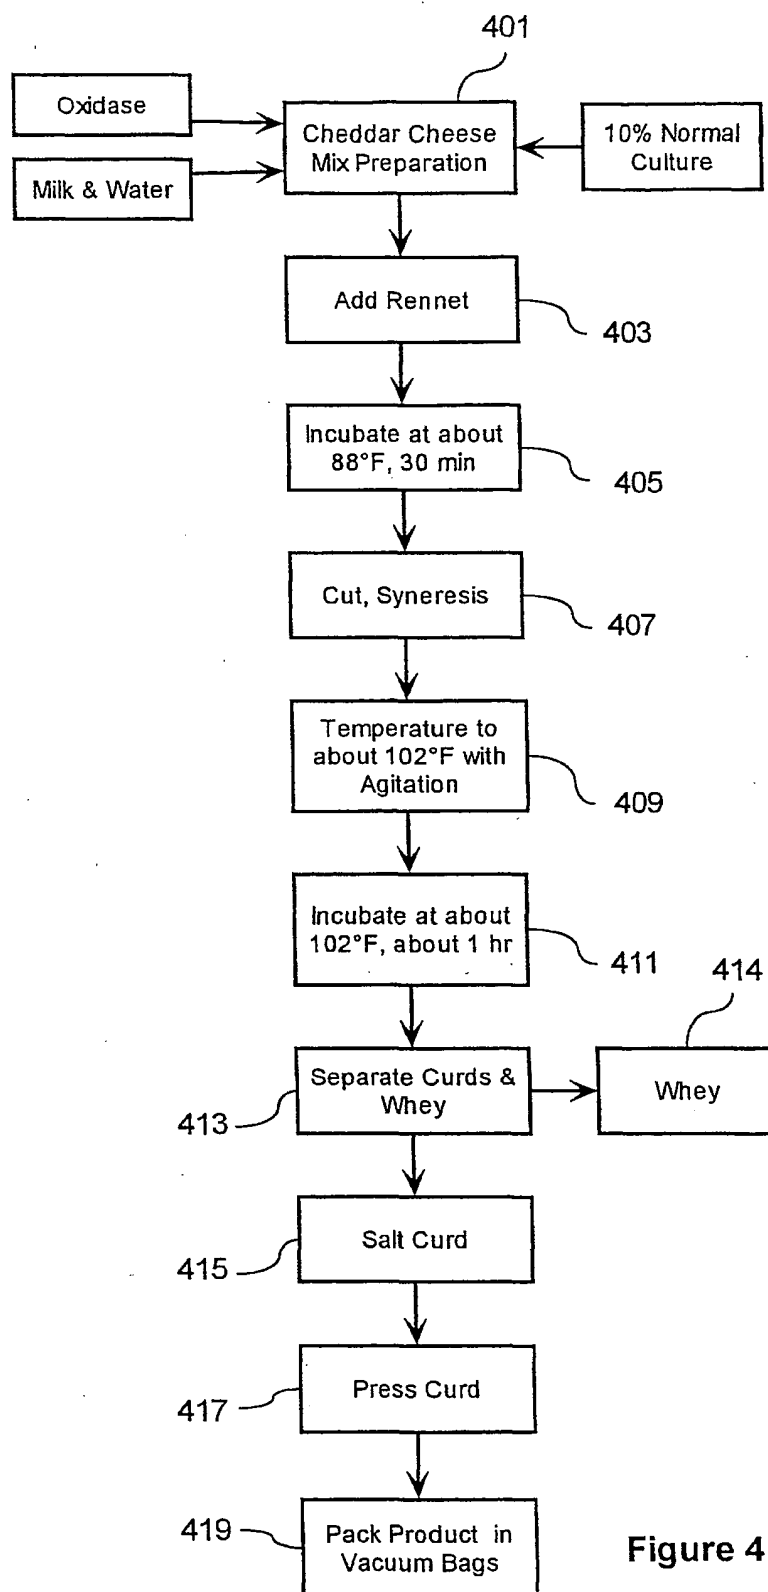 401
Oxidase
Cheddar Cheese
Mix Preparation
10% Normal
Culture
Milk & Water
Add Rennet
403
Incubate at about
88°F, 30 min
405
Cut, Syneresis
407
Temperature to
about 102°F with
Agitation
409
Incubate at about
102°F, about 1 hr
411
414
Separate Curds &
Whey
Whey
413
Salt Curd
415
Press Curd
417
419
Pack Product in
Vacuum Bags
Figure 4